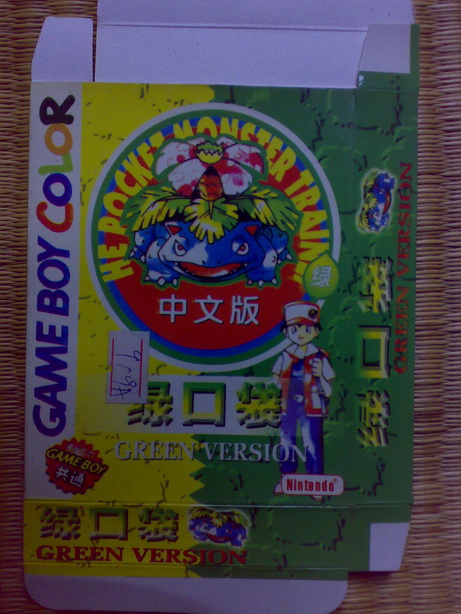 GAME BOY COLOR
HE POCKET MONSTER TRAIN
绿
中文版
绿口袋
GREEN VERSION
GAME BOY
共通
Nintendo
绿口袋
GREEN VERSION
绿口袋
GREEN VERSION